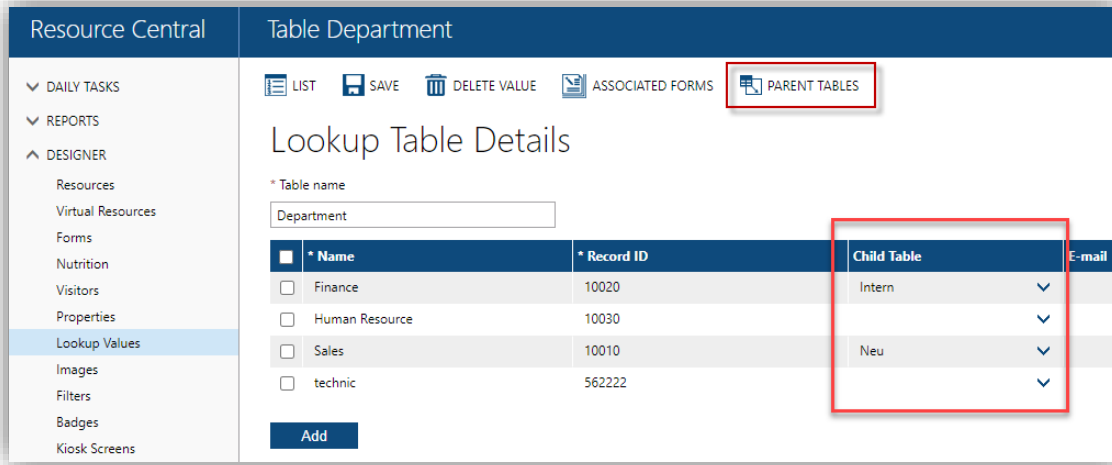 Resource Central
Table Department
DAILY TASKS
REPORTS
DESIGNER
Resources
Virtual Resources
Forms
Nutrition
Visitors
Properties
Lookup Values
Images
Filters
Badges
Kiosk Screens
LIST SAVE DELETE VALUE ASSOCIATED FORMS PARENT TABLES
Lookup Table Details
* Table name
Department
* Name * Record ID Child Table E-mail
Finance 10020 Intern
Human Resource 10030
Sales 10010 Neu
technic 562222
Add